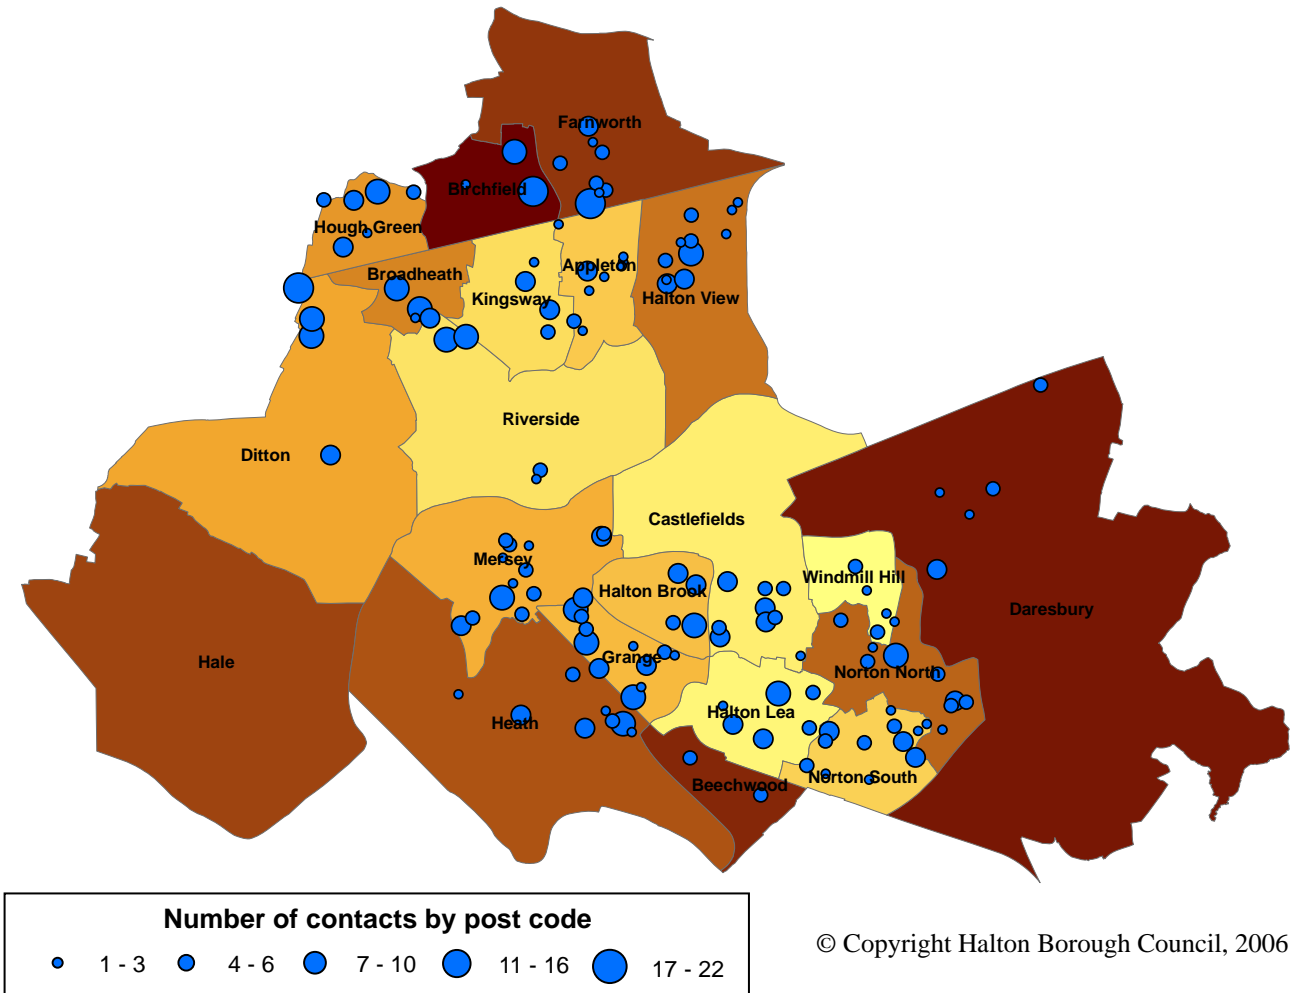 Farnworth
Birchfield
Hough Green
Broadheath
Appleton
Kingsway
Halton View
Riverside
Ditton
Castlefields
Mersey
Halton Brook
Windmill Hill
Daresbury
Hale
Grange
Norton North
Heath
Halton Lea
Beechwood
Norton South
Number of contacts by post code
1 - 3
4 - 6
7 - 10
11 - 16
17 - 22
© Copyright Halton Borough Council, 2006